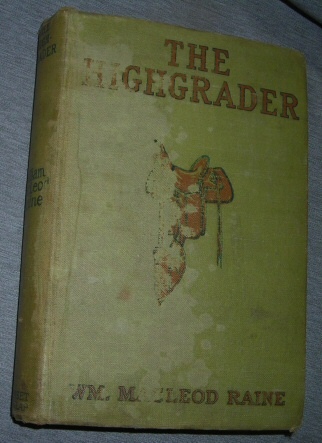 THE
HIGHGRADER
WM. MACLEOD RAINE